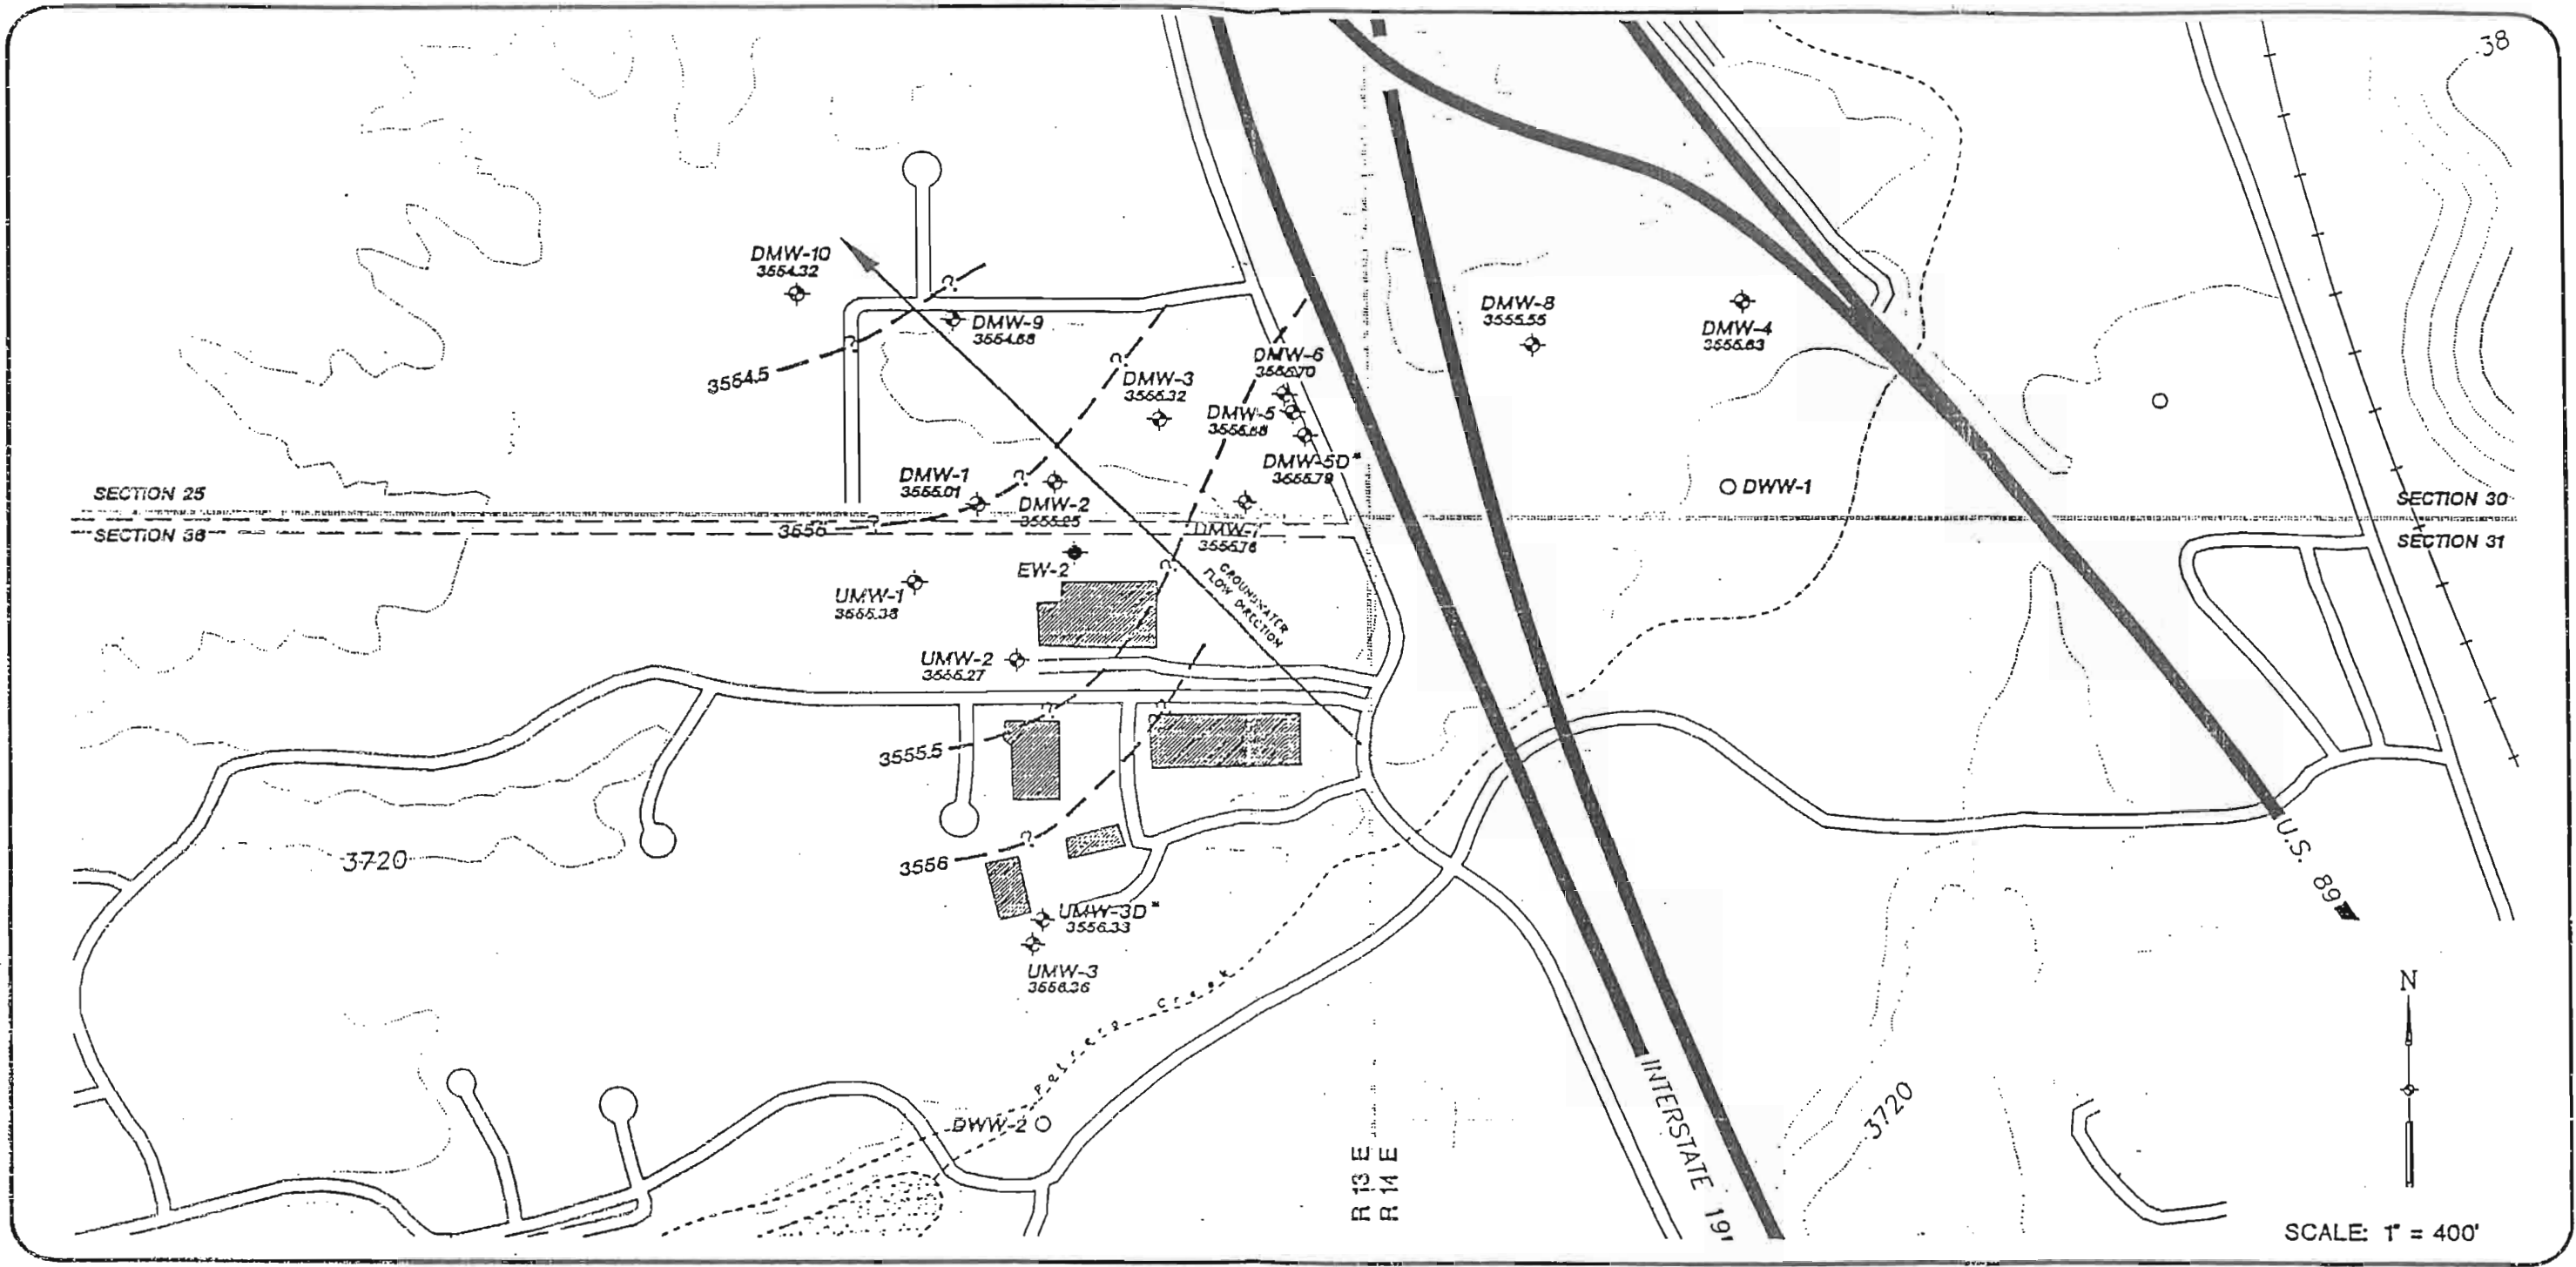 38
DMW-10
3554.32
?
DMW-9
3554.68
?
3554.5
DMW-8
3555.55
DMW-4
3555.63
DMW-6
3555.70
?
DMW-3
3555.32
DMW-5
3555.68
DMW-5D*
3555.79
DMW-1
3555.01
?
DMW-2
3555.25
DWW-1
SECTION 25
SECTION 30
3555
?
DMW-7
3555.76
SECTION 36
SECTION 31
EW-2
?
GROUNDWATER
FLOW DIRECTION
UMW-1
3555.38
UMW-2
3555.27
?
?
3555.5
3720
?
3556
U.S. 89
UMW-3D*
3556.33
UMW-3
3556.36
N
Creek
DWW-2
3720
INTERSTATE 19
R 13 E
R 14 E
SCALE: 1" = 400'